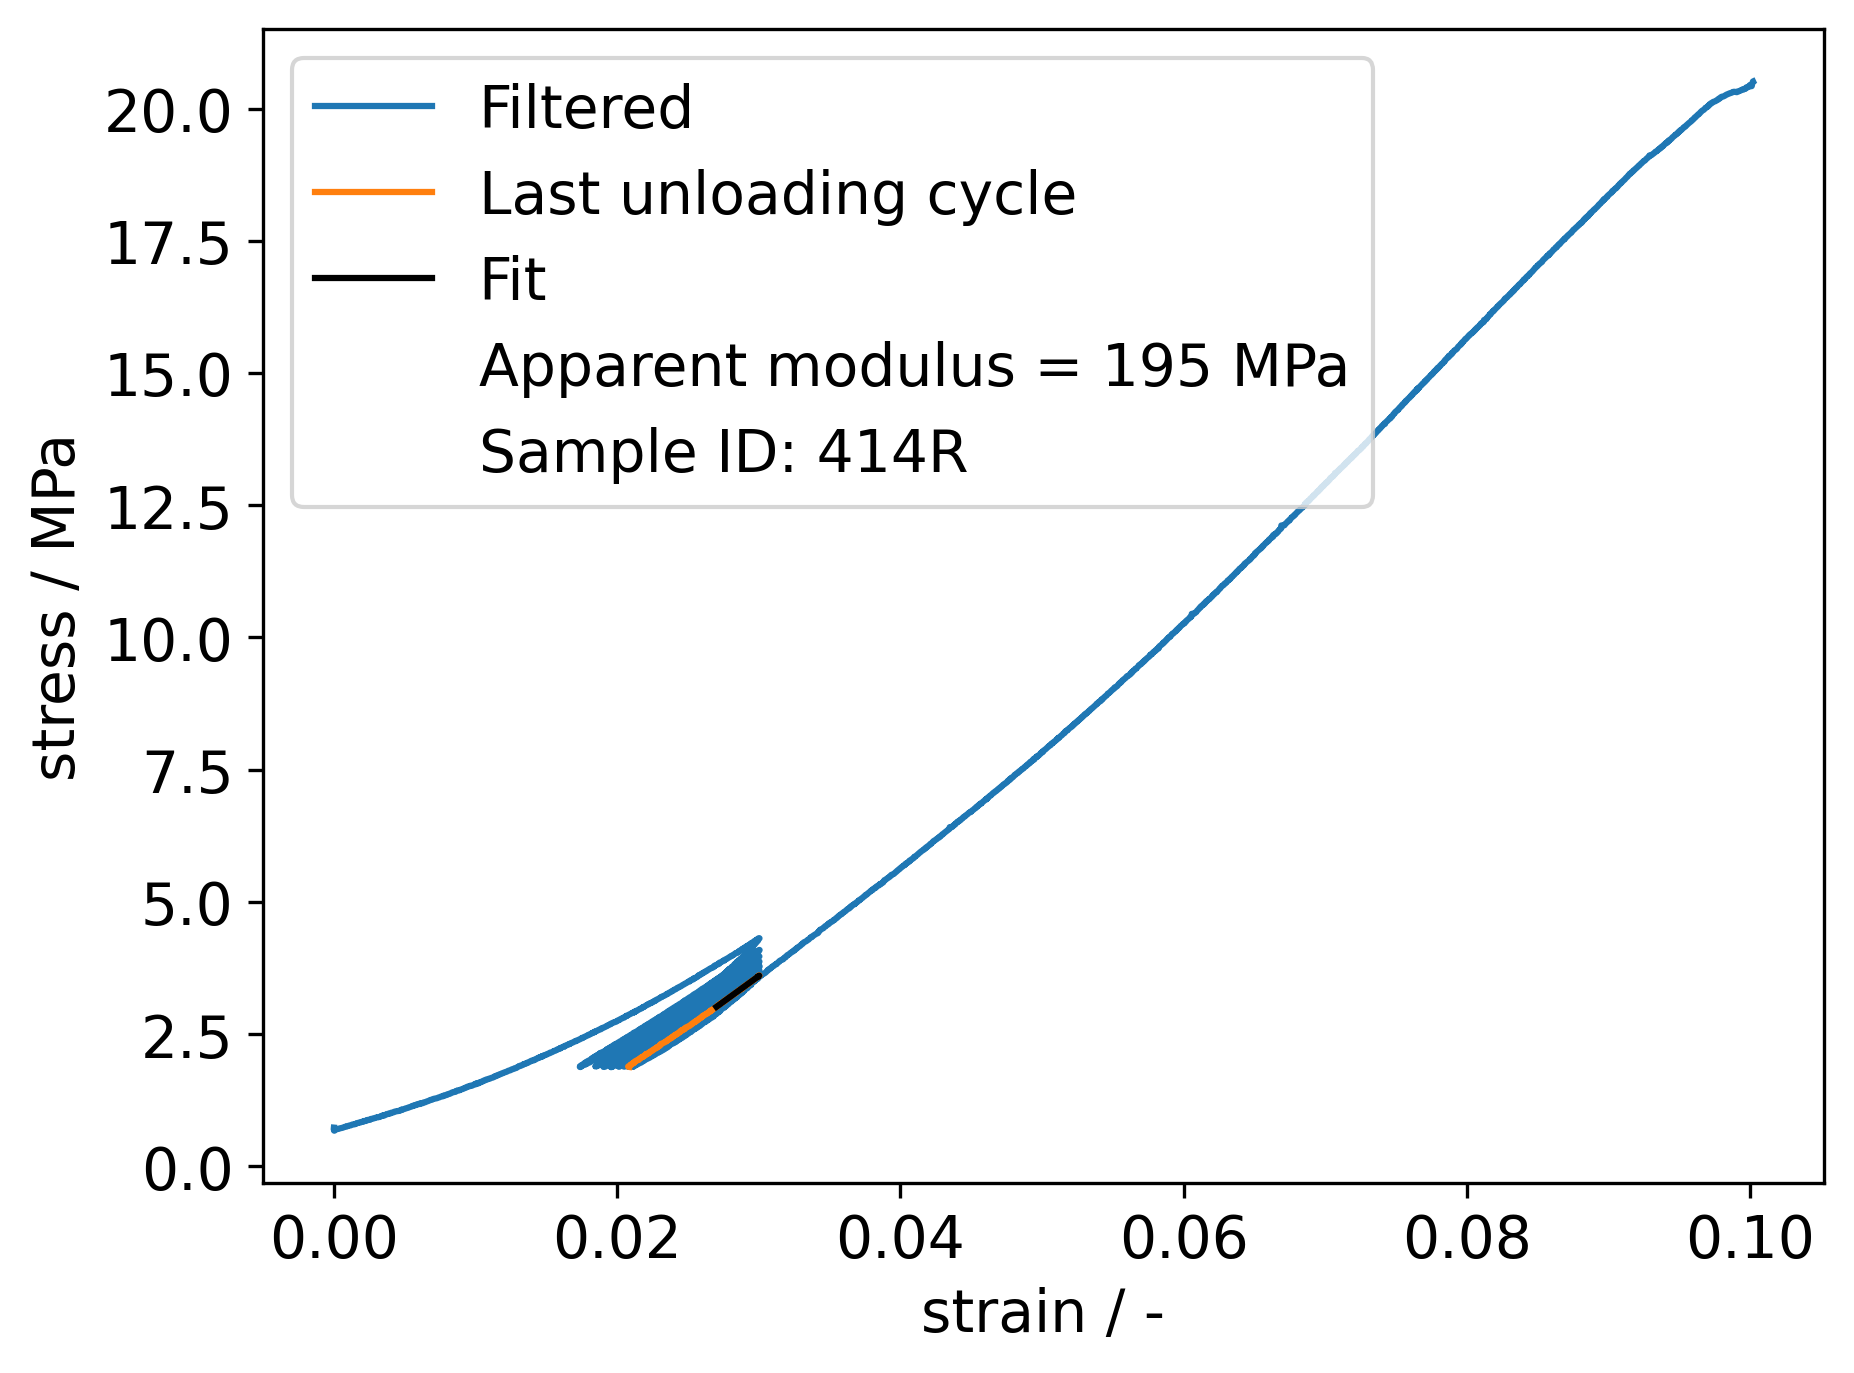 Filtered
Last unloading cycle
Fit
Apparent modulus = 195 MPa
Sample ID: 414R
20.0
17.5
15.0
12.5
10.0
7.5
5.0
2.5
0.0
stress / MPa
0.00 0.02 0.04 0.06 0.08 0.10
strain / -